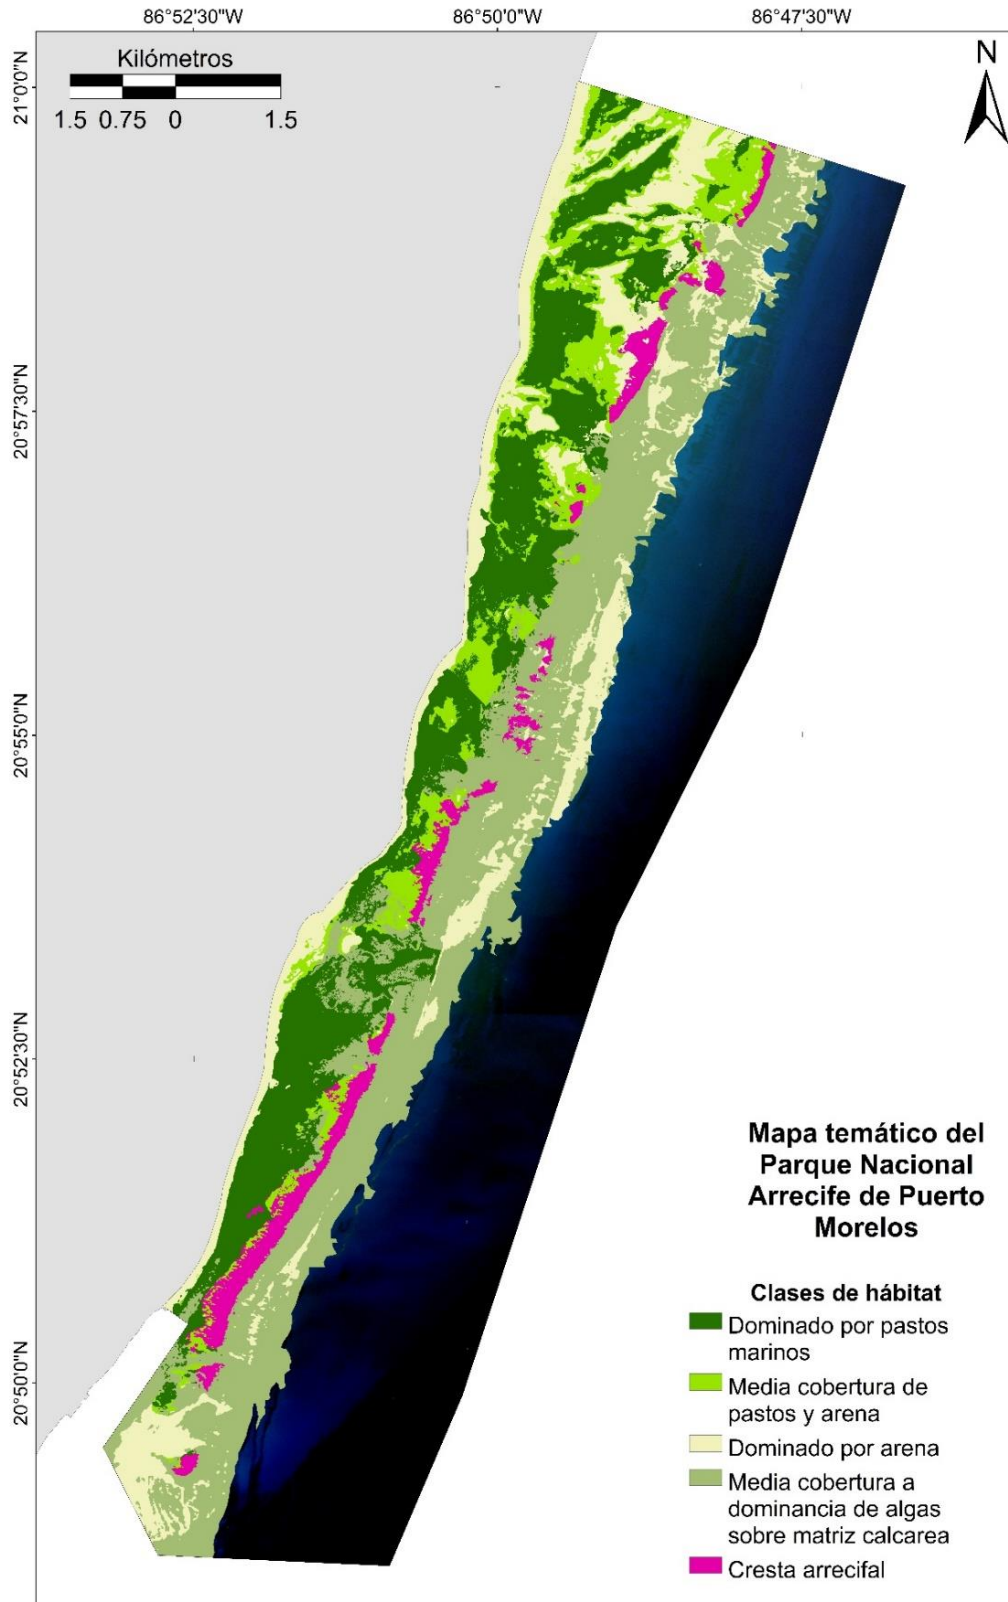 86°52'30"W
86°50'0"W
86°47'30"W
Kilómetros
1.5 0.75 0 1.5
N
21°0'0"N
20°57'30"N
20°55'0"N
20°52'30"N
20°50'0"N
Mapa temático del
Parque Nacional
Arrecife de Puerto
Morelos
Clases de hábitat
Dominado por pastos
marinos
Media cobertura de
pastos y arena
Dominado por arena
Media cobertura a
dominancia de algas
sobre matriz calcarea
Cresta arrecifal